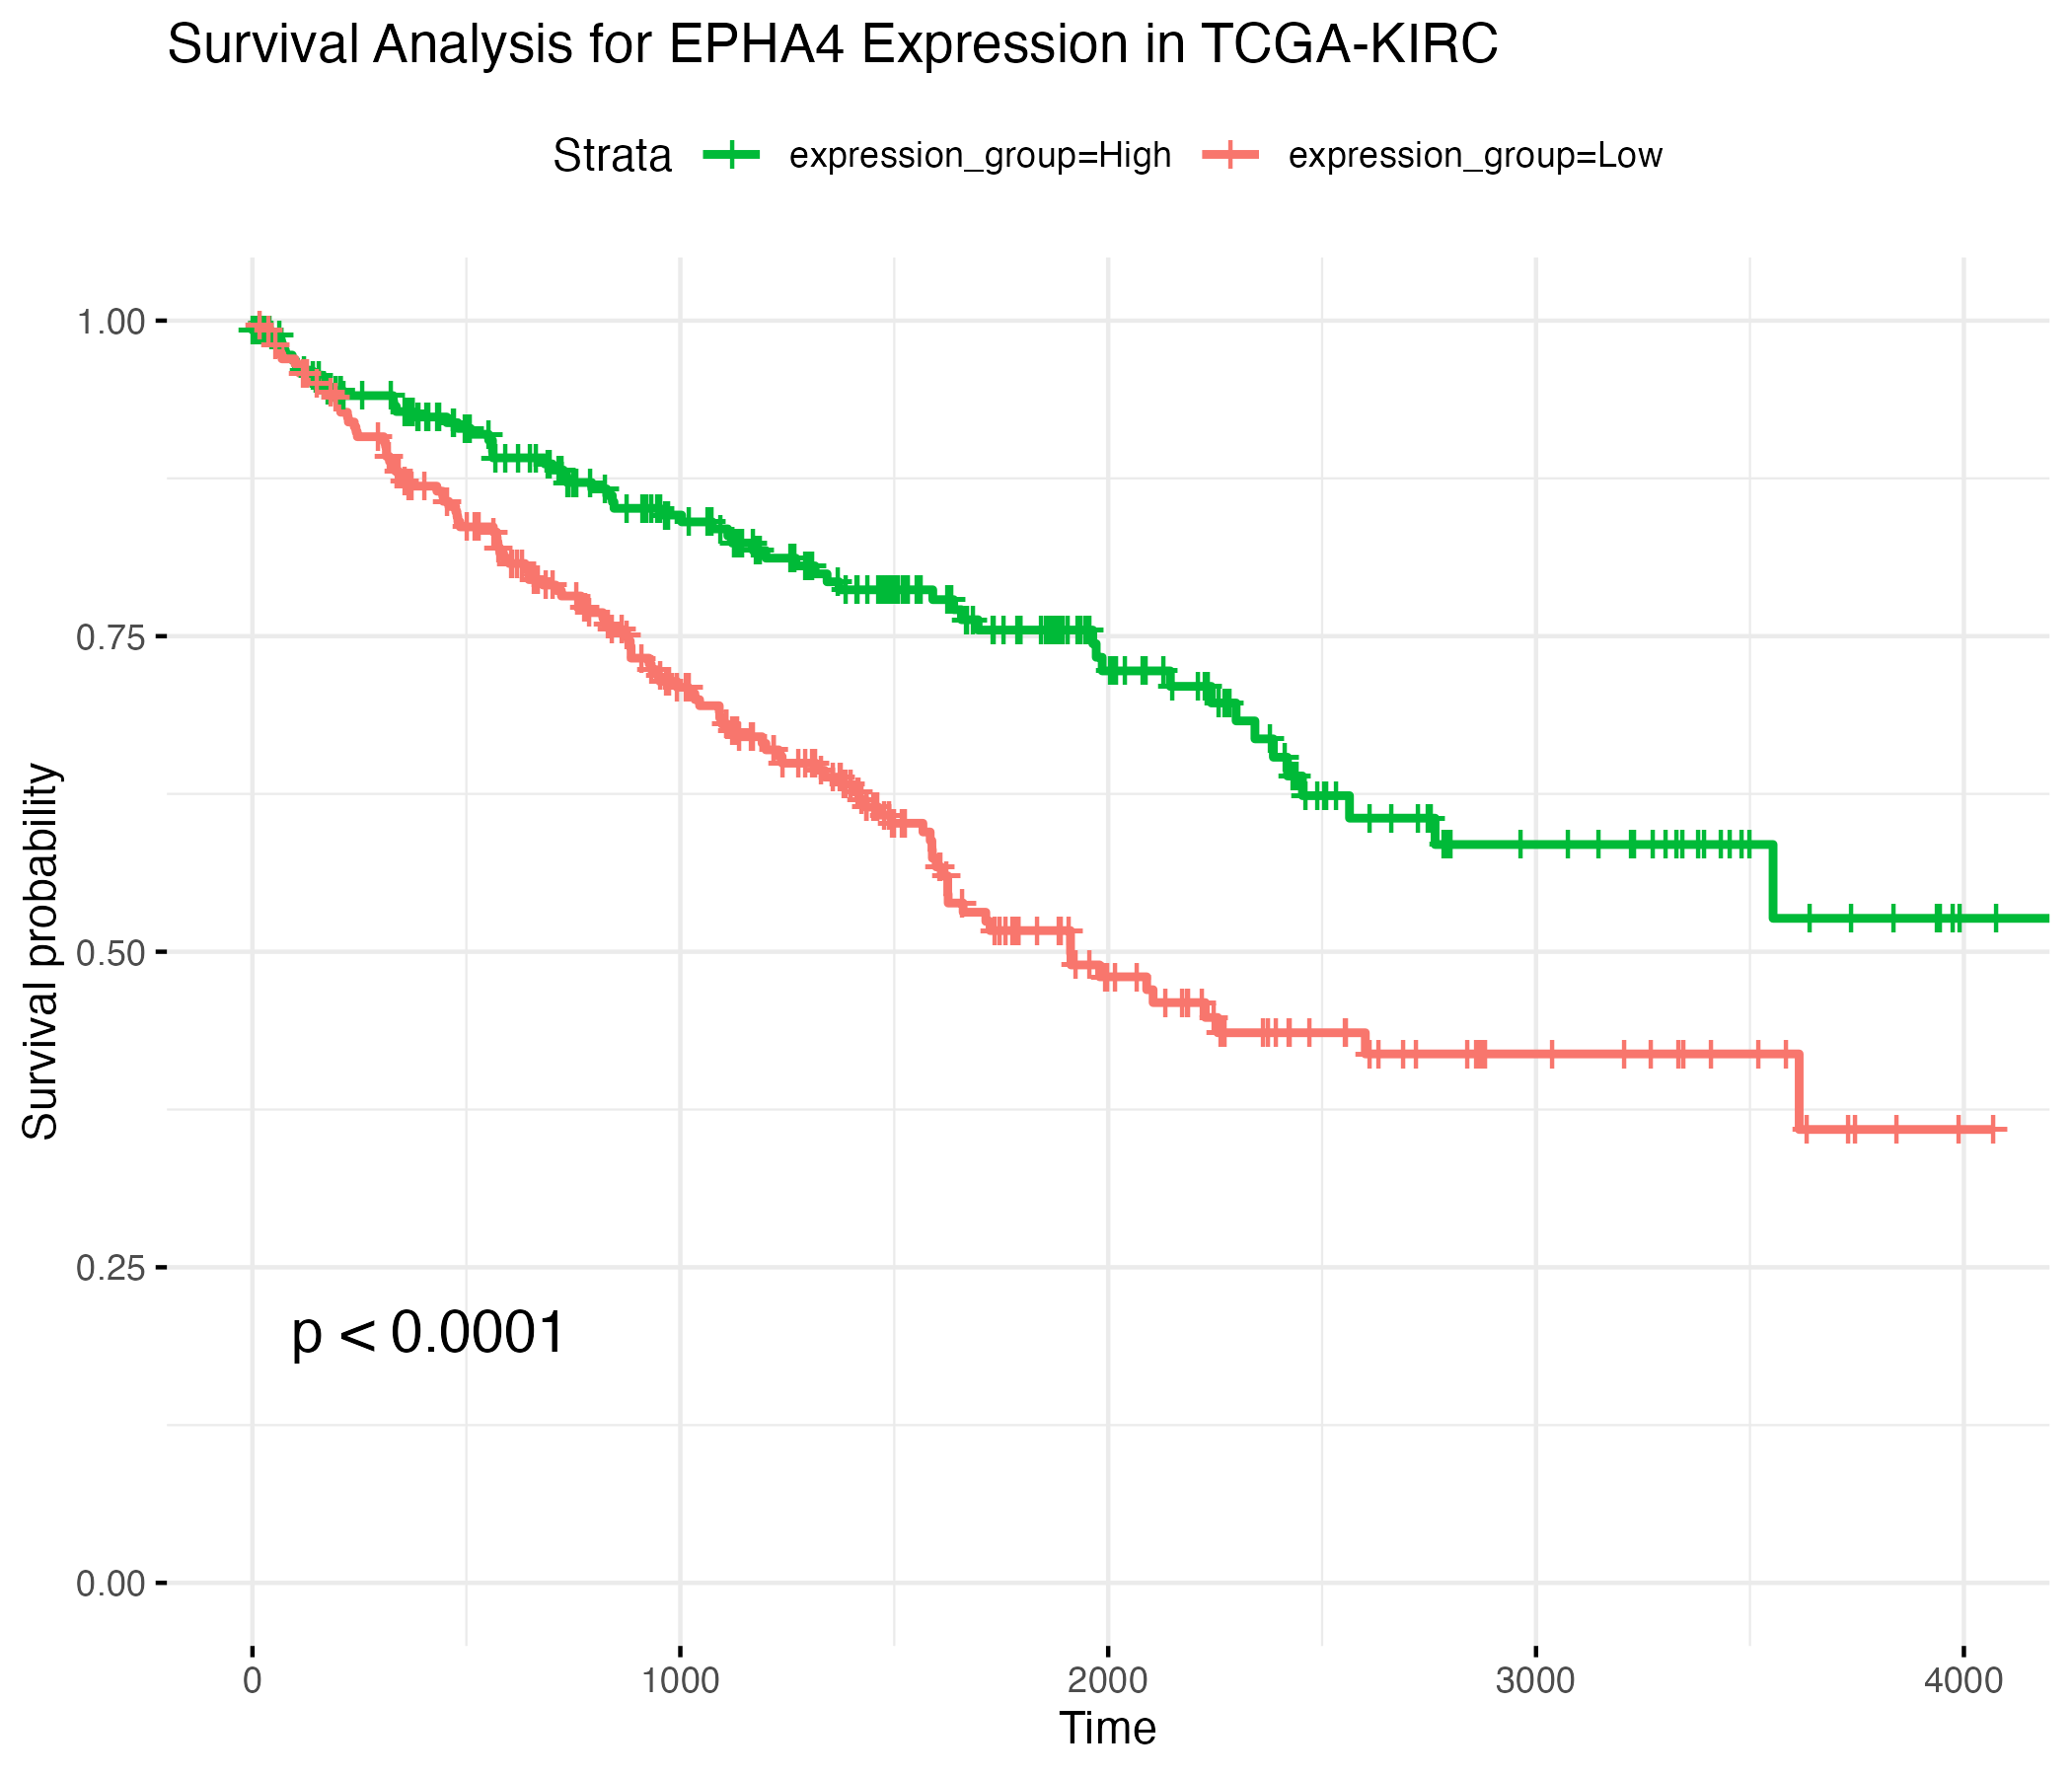 Survival Analysis for EPHA4 Expression in TCGA-KIRC
Strata expression_group=High expression_group=Low
Survival probability
1.00
0.75
0.50
0.25
0.00
p < 0.0001
0 1000 2000 3000 4000
Time